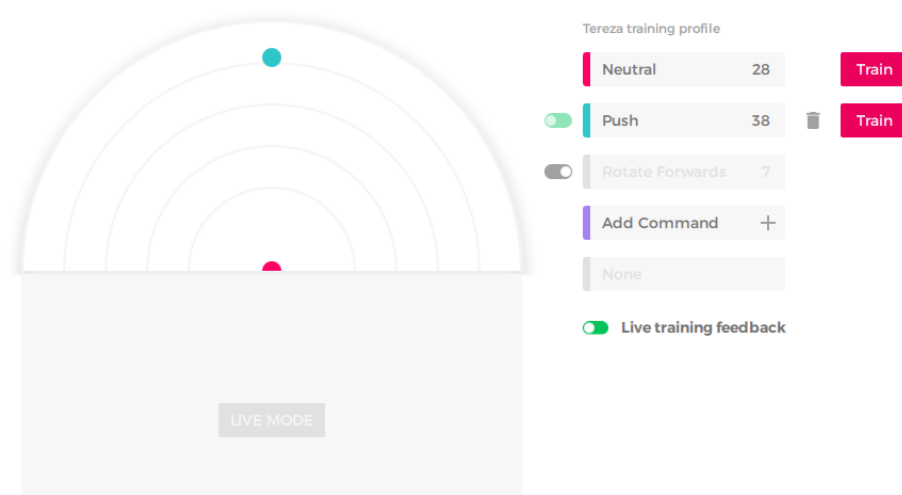 Tereza training profile
Neutral 28 Train
Push 38 Train
Rotate Forwards 7
Add Command +
None
Live training feedback
LIVE MODE